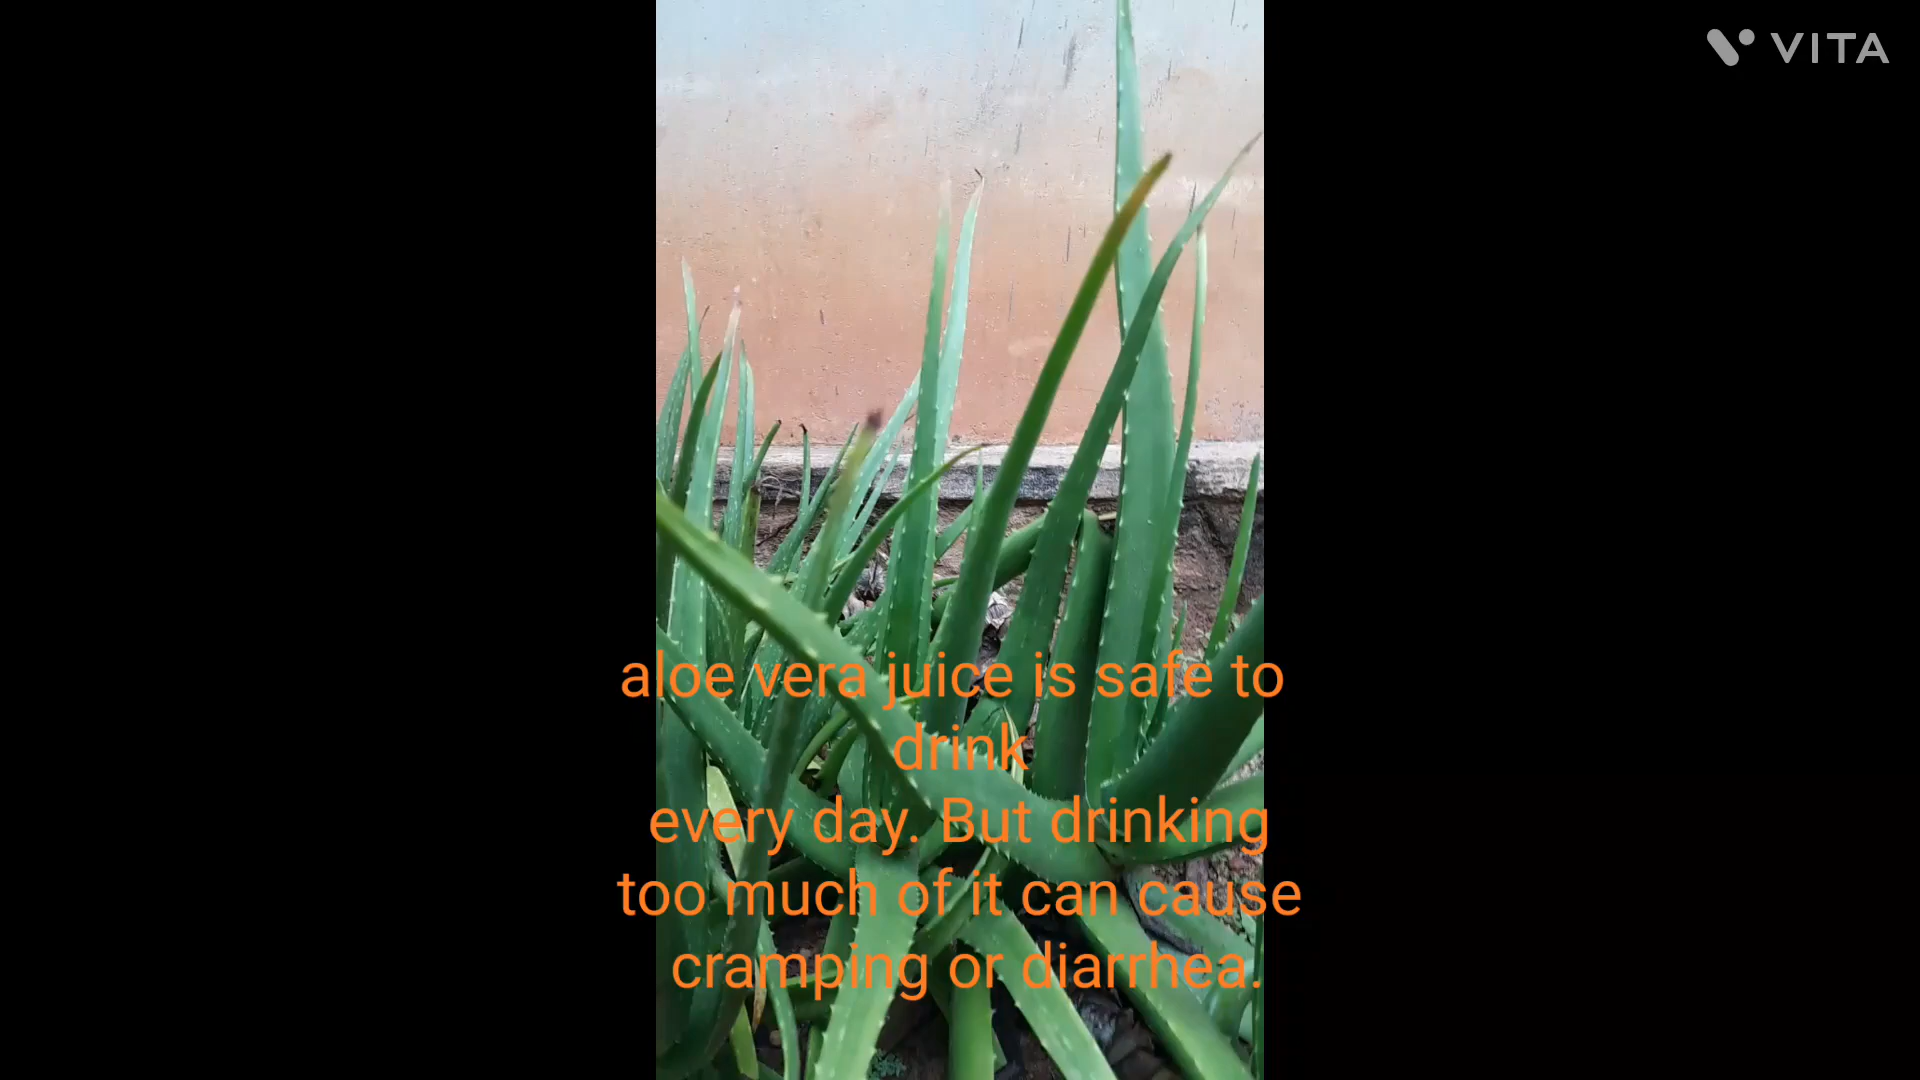 VITA
aloe vera juice is safe to
drink
every day. But drinking
too much of it can cause
cramping or diarrhea.